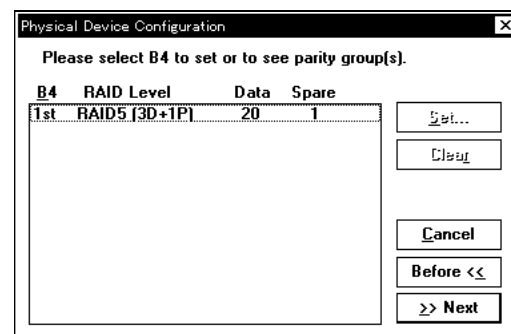 Physical Device Configuration
Please select B4 to set or to see parity group(s).
B4 RAID Level Data Spare
1st RAID5 (3D+1P) 20 1
Set...
Clear
Cancel
Before <<
>> Next